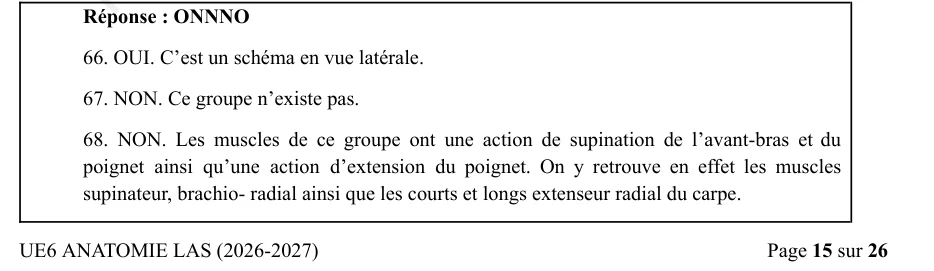 Réponse : ONNNO
66. OUI. C’est un schéma en vue latérale.
67. NON. Ce groupe n’existe pas.
68. NON. Les muscles de ce groupe ont une action de supination de l’avant-bras et du
poignet ainsi qu’une action d’extension du poignet. On y retrouve en effet les muscles
supinateur, brachio- radial ainsi que les courts et longs extenseur radial du carpe.
UE6 ANATOMIE LAS (2026-2027) Page 15 sur 26